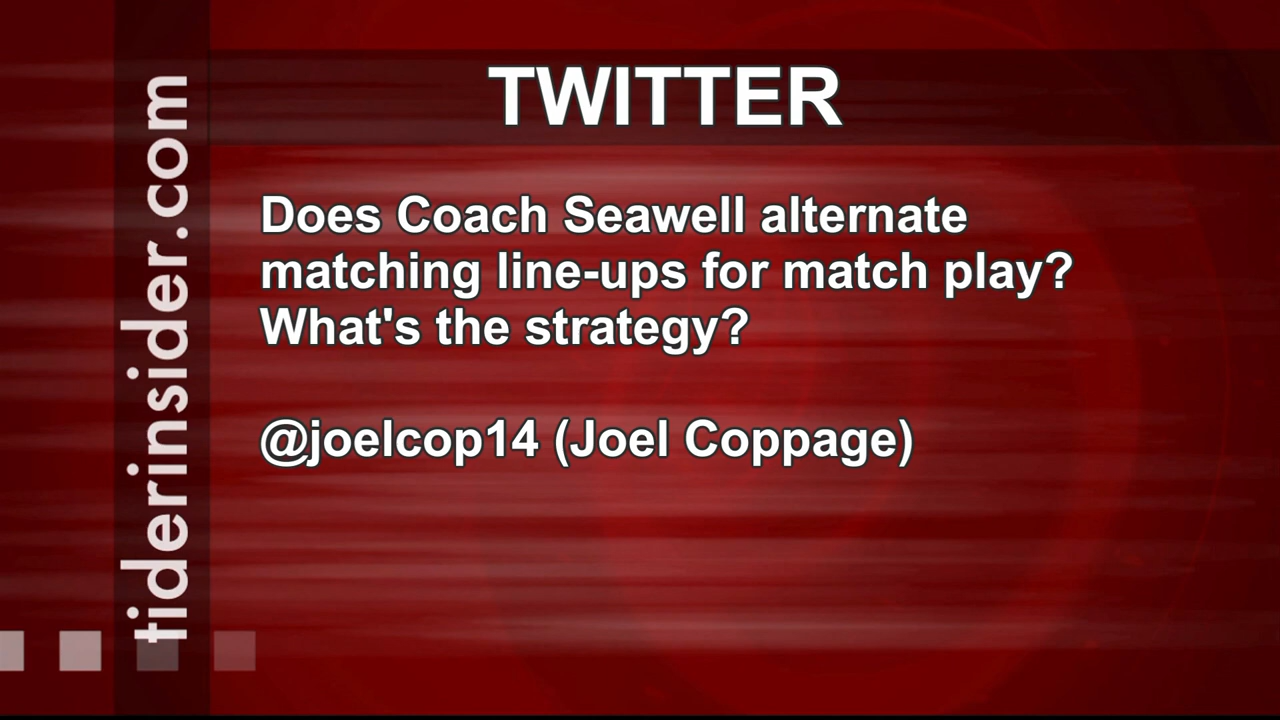 TWITTER
Does Coach Seawell alternate
matching line-ups for match play?
What's the strategy?
@joelcop14 (Joel Coppage)
tiderinsider.com